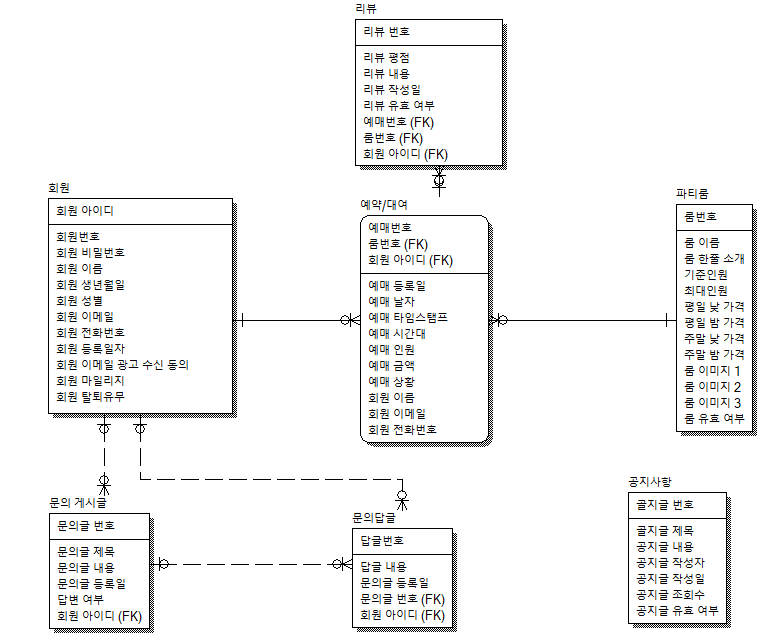 리뷰
리뷰 번호
리뷰 평점
리뷰 내용
리뷰 작성일
리뷰 유효 여부
예매번호 (FK)
룸번호 (FK)
회원 아이디 (FK)
회원
회원 아이디
회원번호
회원 비밀번호
회원 이름
회원 생년월일
회원 성별
회원 이메일
회원 전화번호
회원 등록일자
회원 이메일 광고 수신 동의
회원 마일리지
회원 탈퇴유무
예약/대여
예매번호
룸번호 (FK)
회원 아이디 (FK)
예매 등록일
예매 날자
예매 타임스탬프
예매 시간대
예매 인원
예매 금액
예매 상황
회원 이름
회원 이메일
회원 전화번호
파티룸
룸번호
룸 이름
룸 한풀 소개
기준인원
최대인원
평일 낮 가격
평일 밤 가격
주말 낮 가격
주말 밤 가격
룸 이미지 1
룸 이미지 2
룸 이미지 3
룸 유효 여부
문의 게시글
문의글 번호
문의글 제목
문의글 내용
문의글 등록일
답변 여부
회원 아이디 (FK)
문의답글
답글번호
답글 내용
문의글 등록일
문의글 번호 (FK)
회원 아이디 (FK)
공지사항
골지글 번호
골지글 제목
공지글 내용
공지글 작성자
공지글 작성일
공지글 조회수
공지글 유효 여부